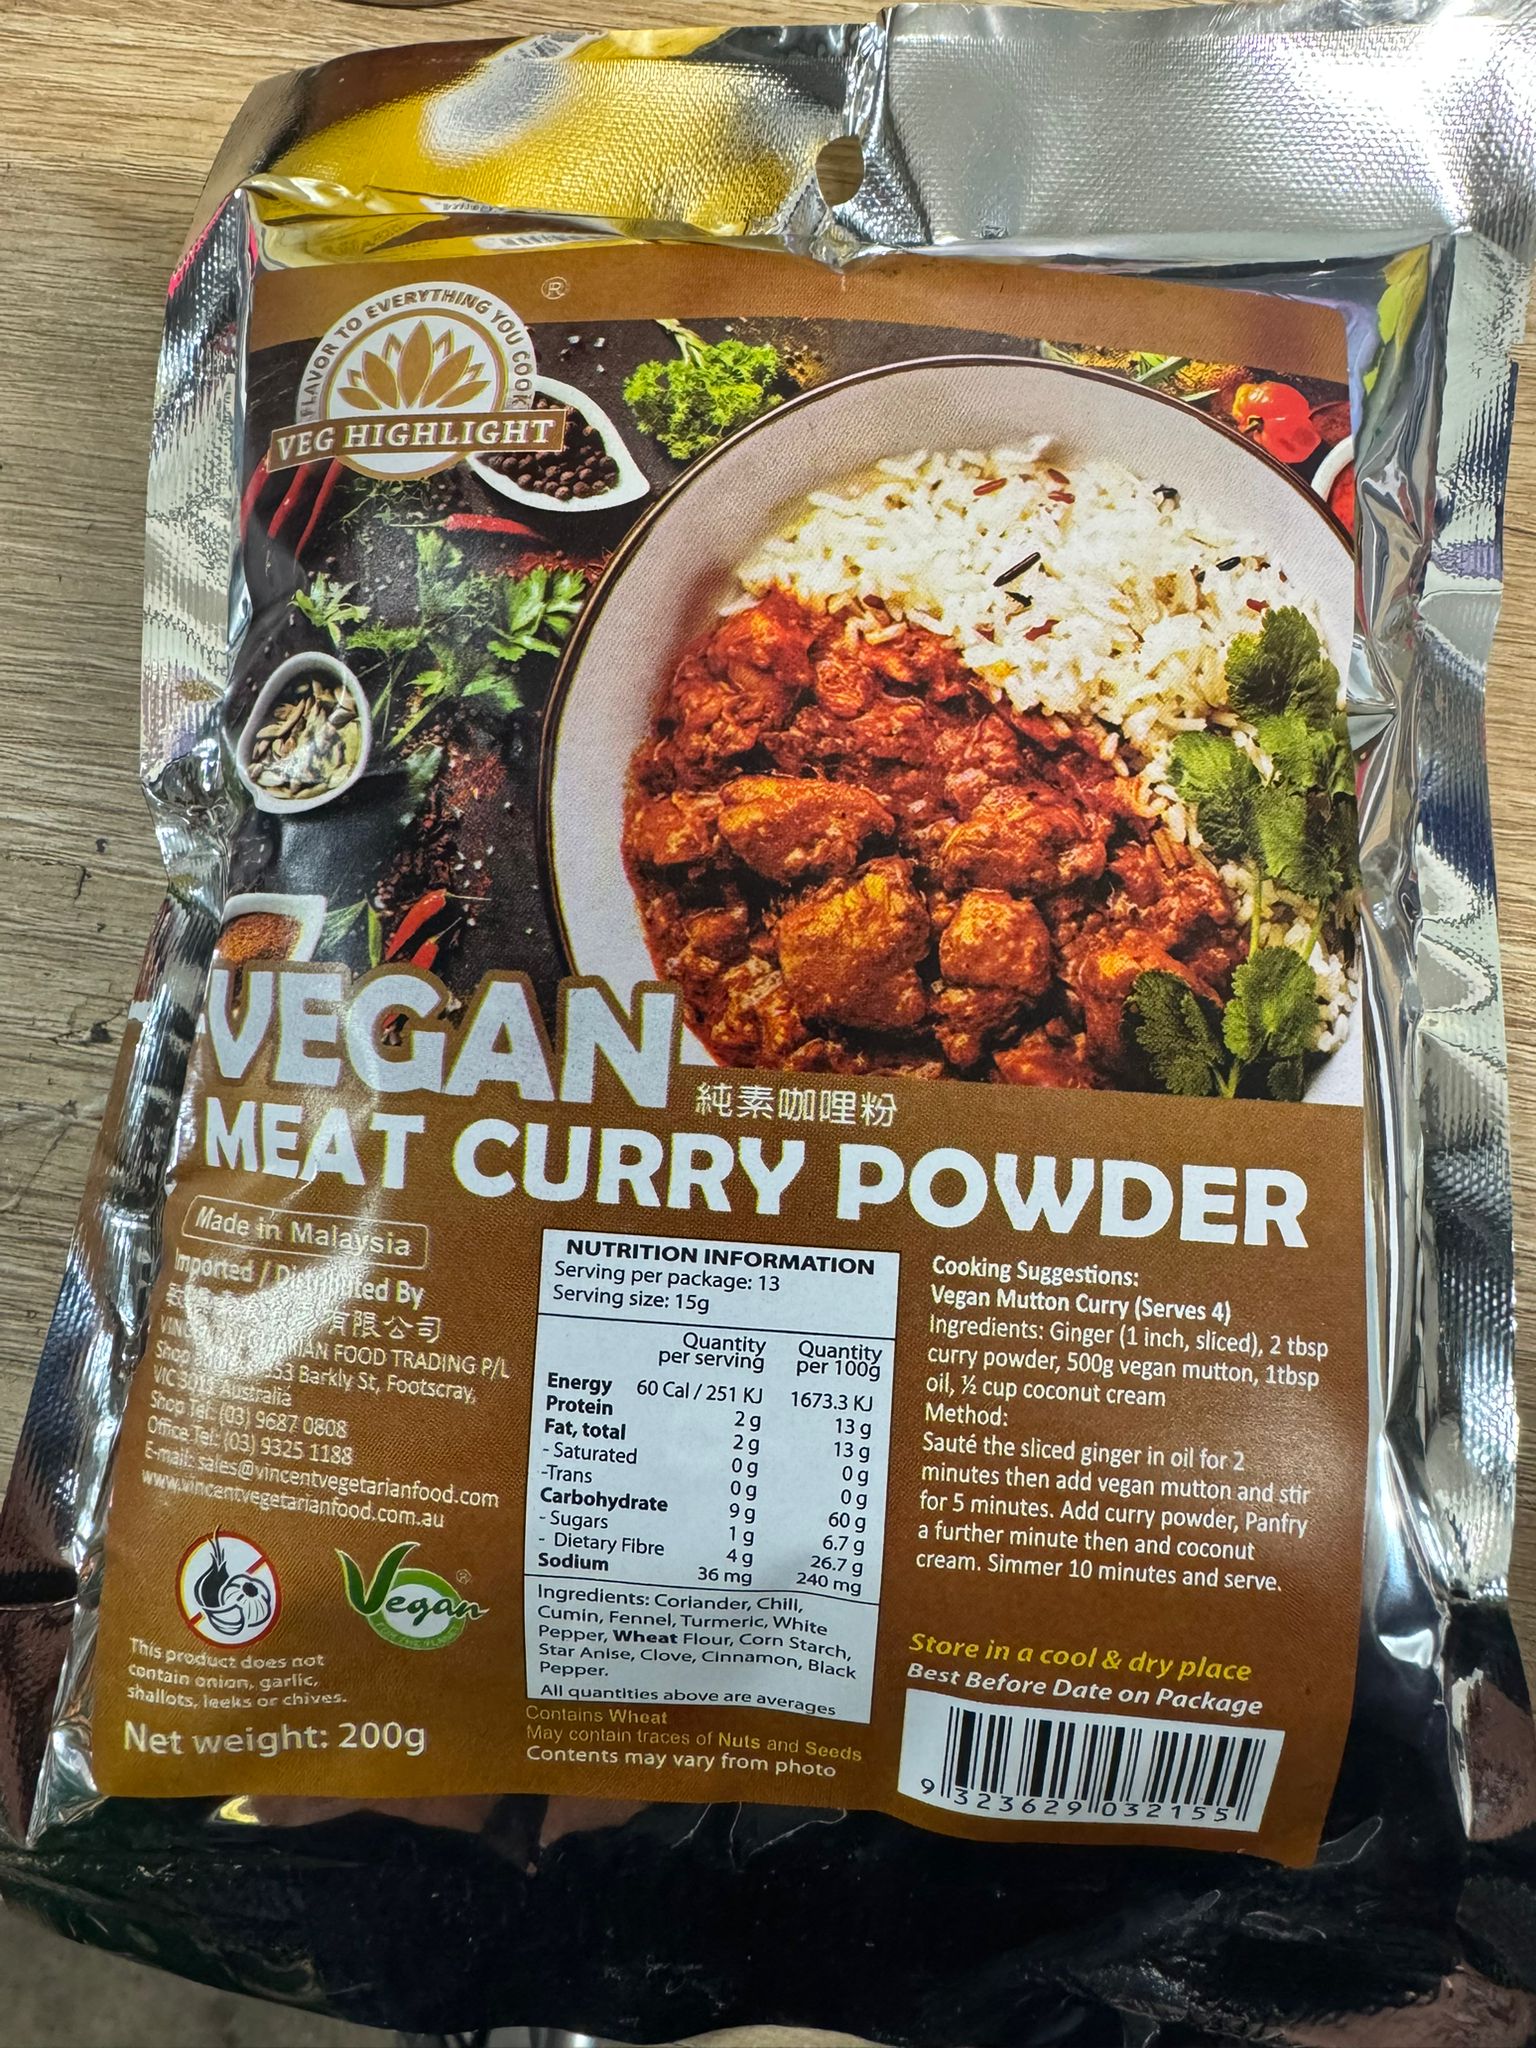 FLAVOR TO EVERYTHING YOU COOK
®
VEG HIGHLIGHT
VEGAN
純素咖哩粉
MEAT CURRY POWDER
Made in Malaysia
Imported / Distributed By
有限公司
FOOD TRADING P/L
Shop 53 Barkly St, Footscray,
VIC 3011 Australia
Shop Tel: (03) 9687 0808
Office Tel: (03) 9325 1188
E-mail: sales@vincentvegetarianfood.com
www.vincentvegetarianfood.com.au
Vegan ®
This product does not
contain onion, garlic,
shallots, leeks or chives.
Net weight: 200g
NUTRITION INFORMATION
Serving per package: 13
Serving size: 15g
Quantity per serving Quantity per 100g
Energy 60 Cal / 251 KJ 1673.3 KJ
Protein 2 g 13 g
Fat, total 2 g 13 g
- Saturated 0 g 0 g
-Trans 0 g 0 g
Carbohydrate 9 g 60 g
- Sugars 1 g 6.7 g
- Dietary Fibre 4 g 26.7 g
Sodium 36 mg 240 mg
Ingredients: Coriander, Chili,
Cumin, Fennel, Turmeric, White
Pepper, Wheat Flour, Corn Starch,
Star Anise, Clove, Cinnamon, Black
Pepper.
All quantities above are averages
Contains Wheat
May contain traces of Nuts and Seeds
Contents may vary from photo
Cooking Suggestions:
Vegan Mutton Curry (Serves 4)
Ingredients: Ginger (1 inch, sliced), 2 tbsp
curry powder, 500g vegan mutton, 1tbsp
oil, ½ cup coconut cream
Method:
Sauté the sliced ginger in oil for 2
minutes then add vegan mutton and stir
for 5 minutes. Add curry powder, Panfry
a further minute then and coconut
cream. Simmer 10 minutes and serve.
Store in a cool & dry place
Best Before Date on Package
9 323629 032155